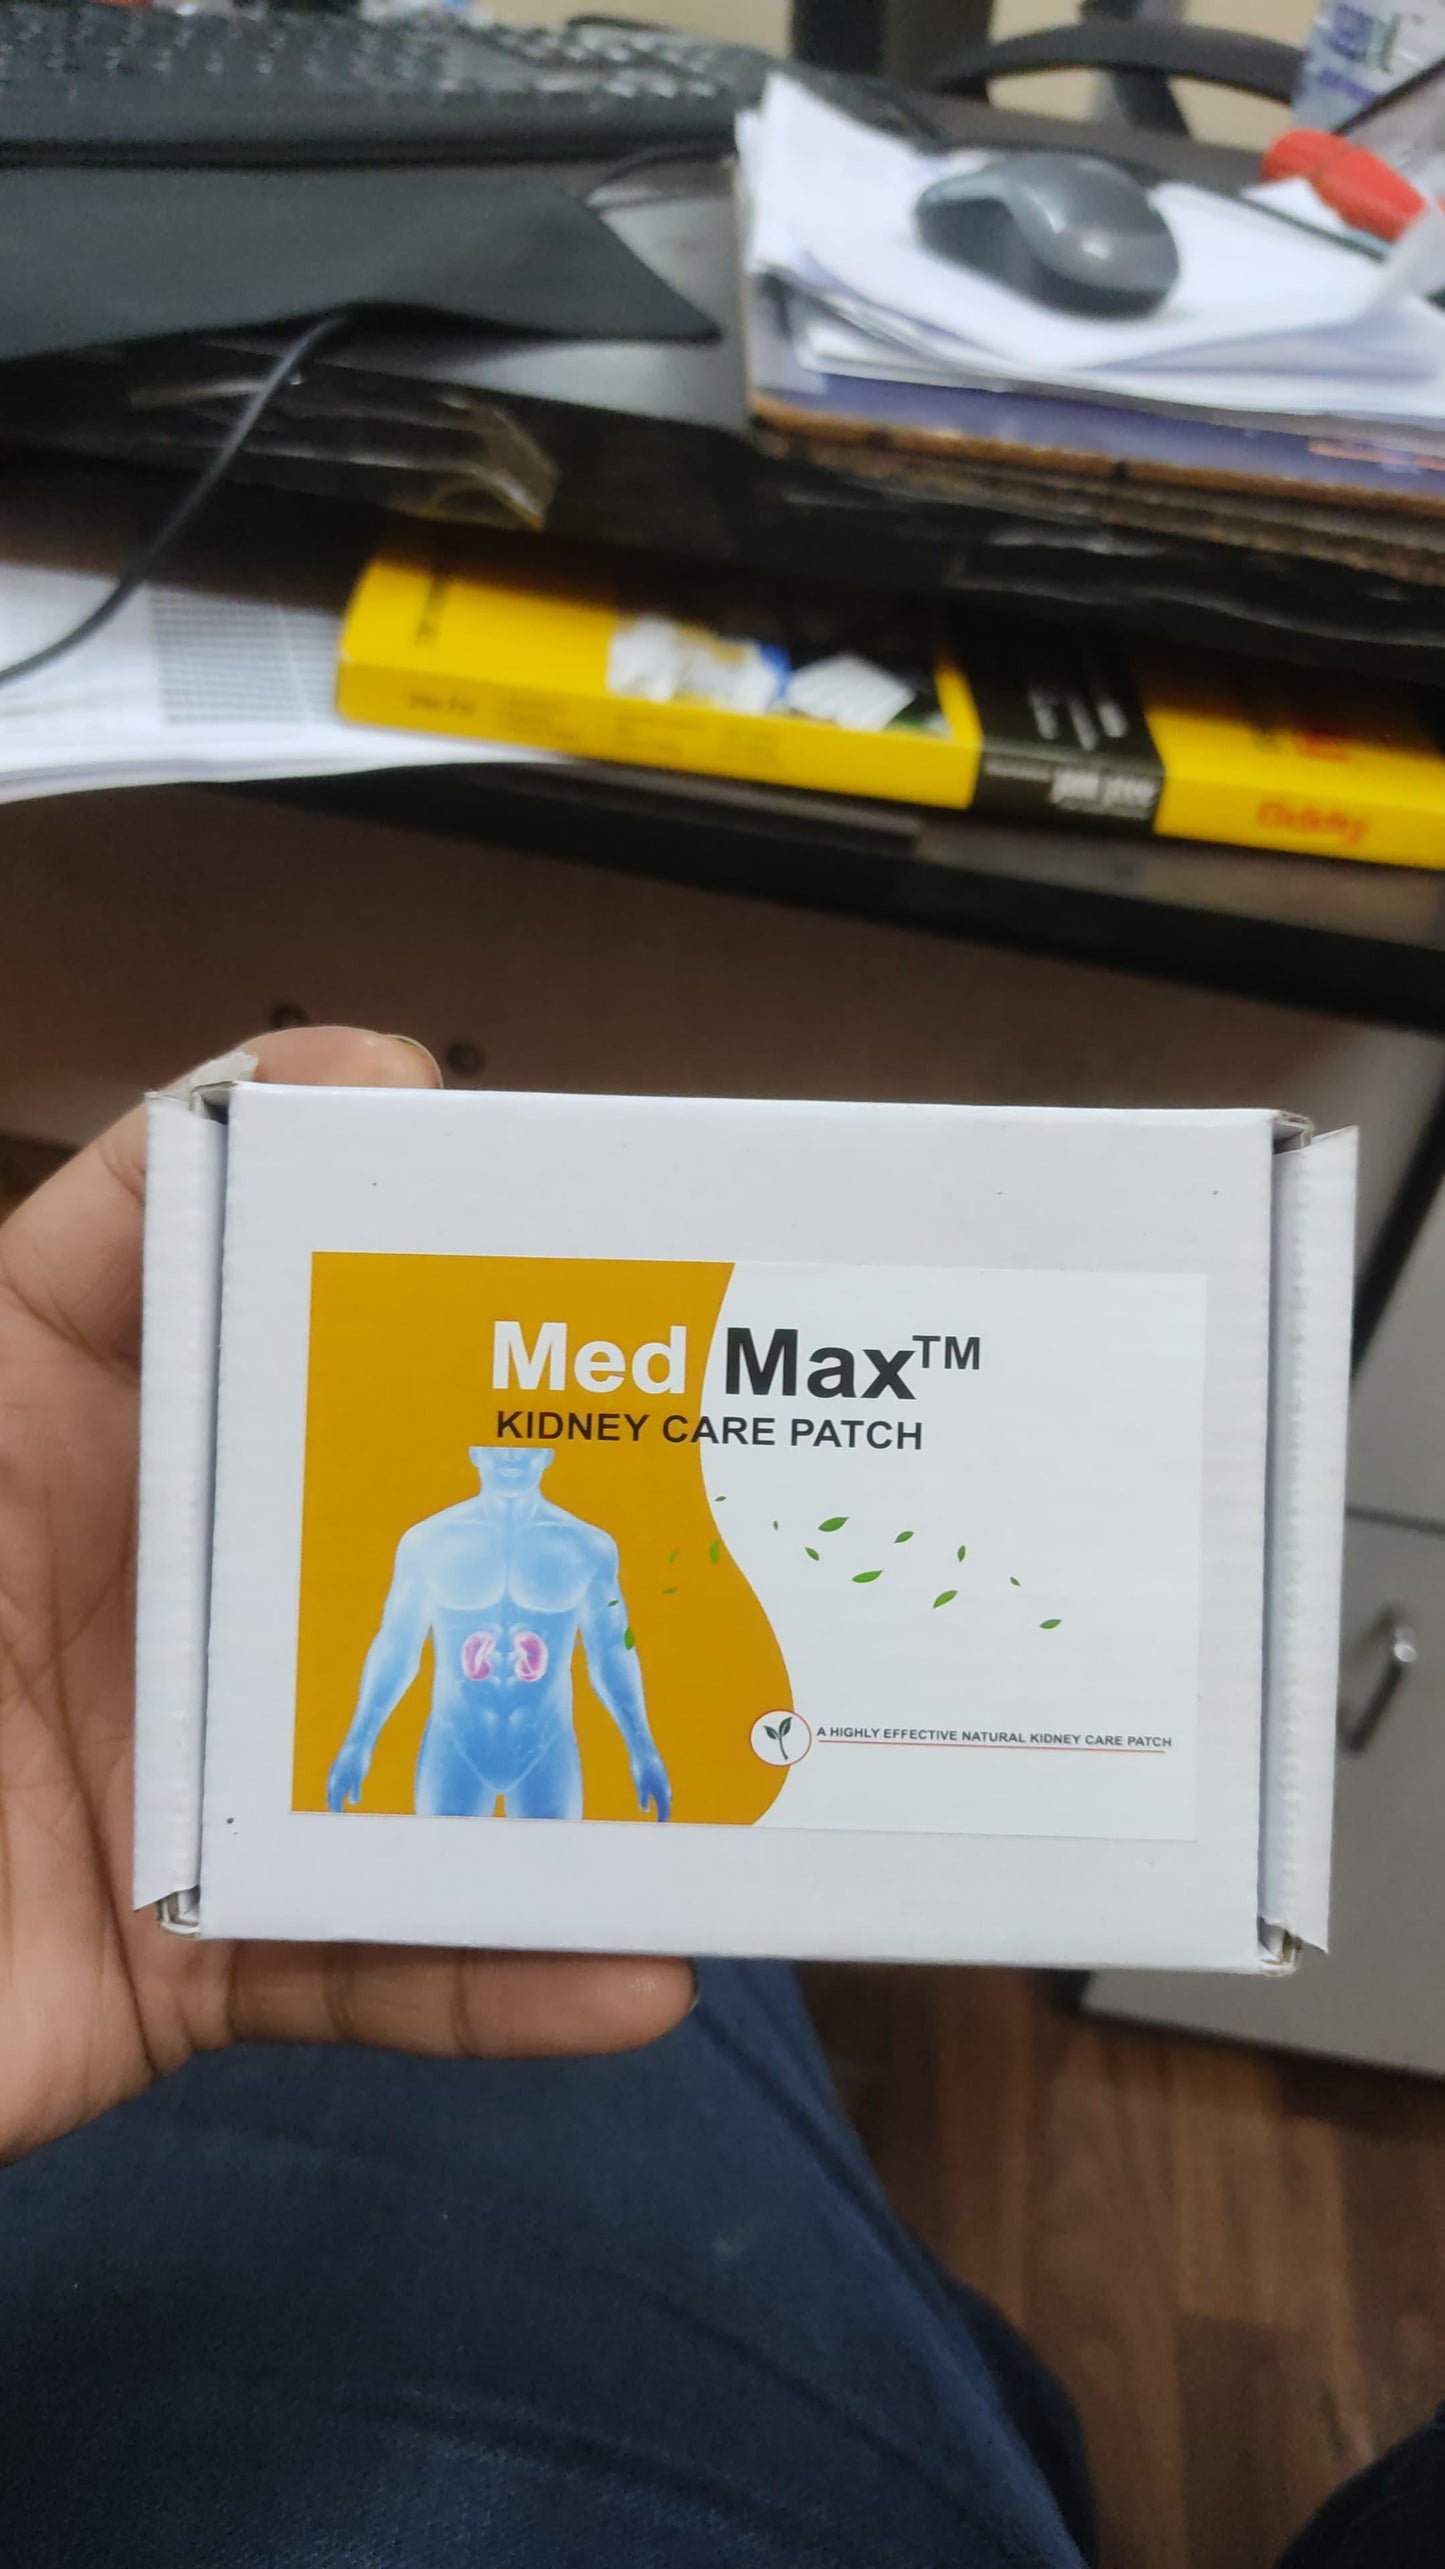 Med Max™
KIDNEY CARE PATCH
A HIGHLY EFFECTIVE NATURAL KIDNEY CARE PATCH